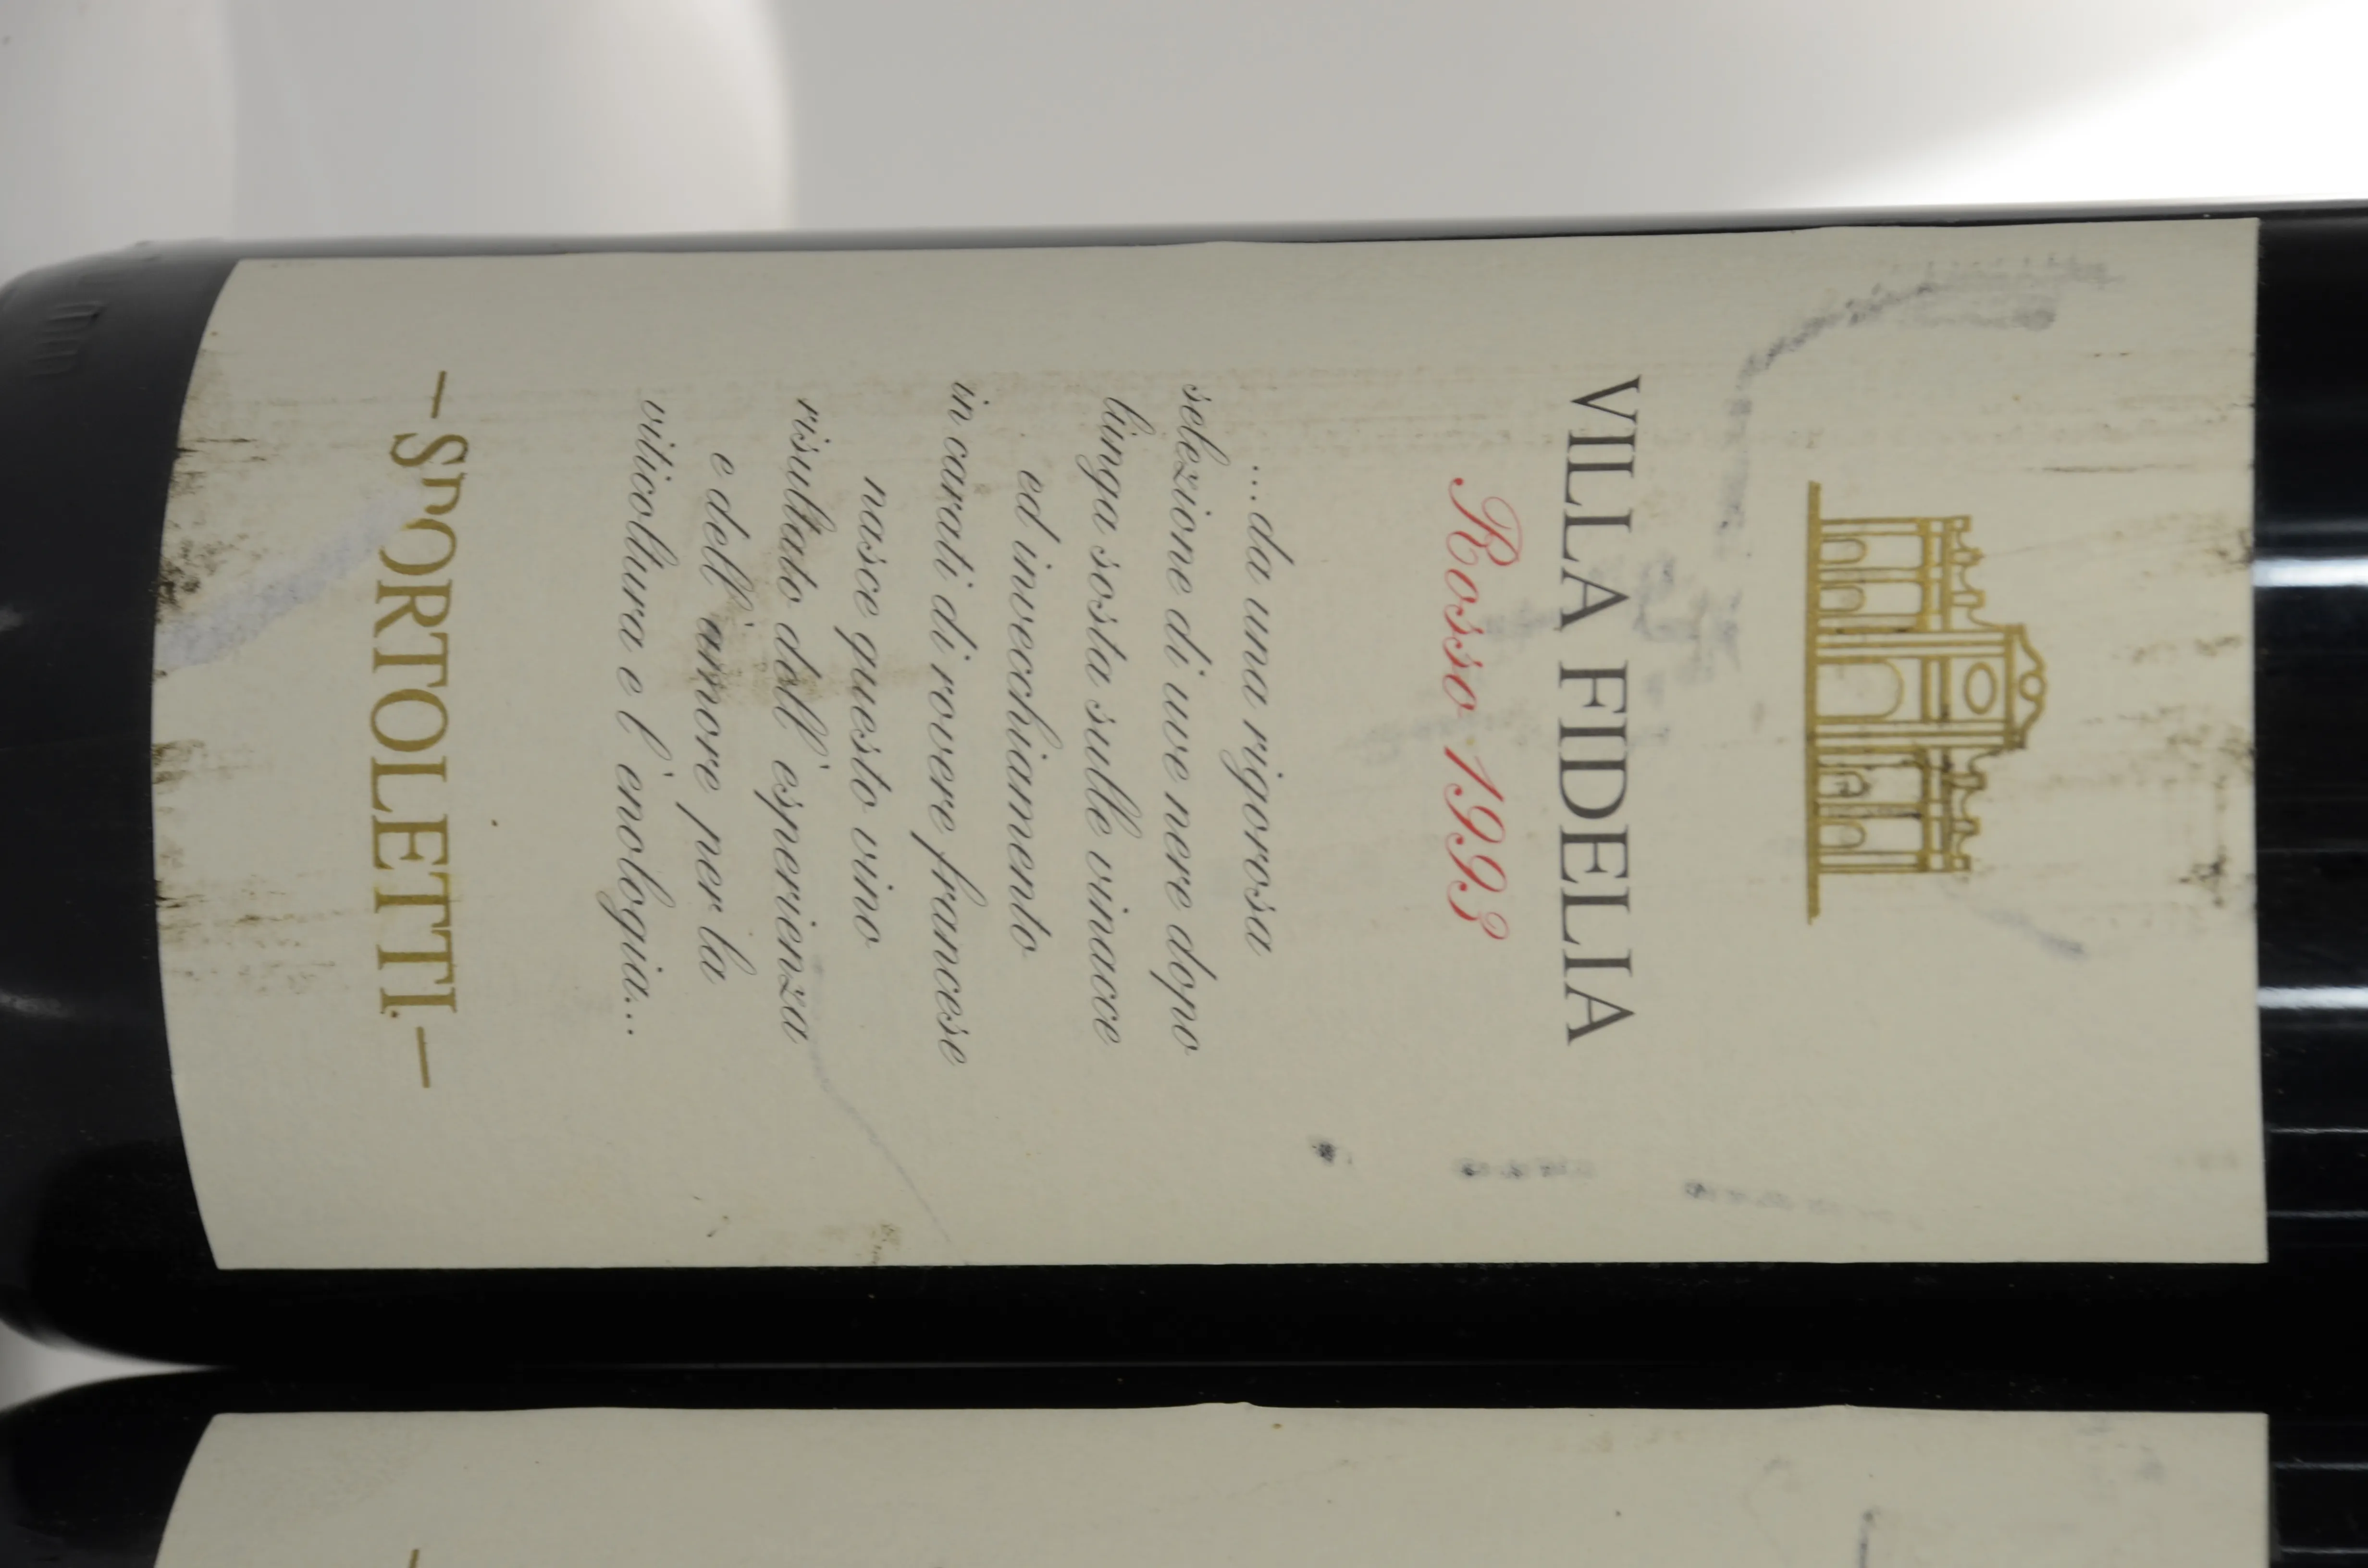 VILLA FIDELIA
Rosso 1993
...da una rigorosa
selezione di uve nere dopo
lunga sosta sulle vinacce
ed invecchiamento
in carati di rovere francese
nasce questo vino
risultato dell'esperienza
e dell'amore per la
viticoltura e l'enologia...
– SPORTOLETTI –